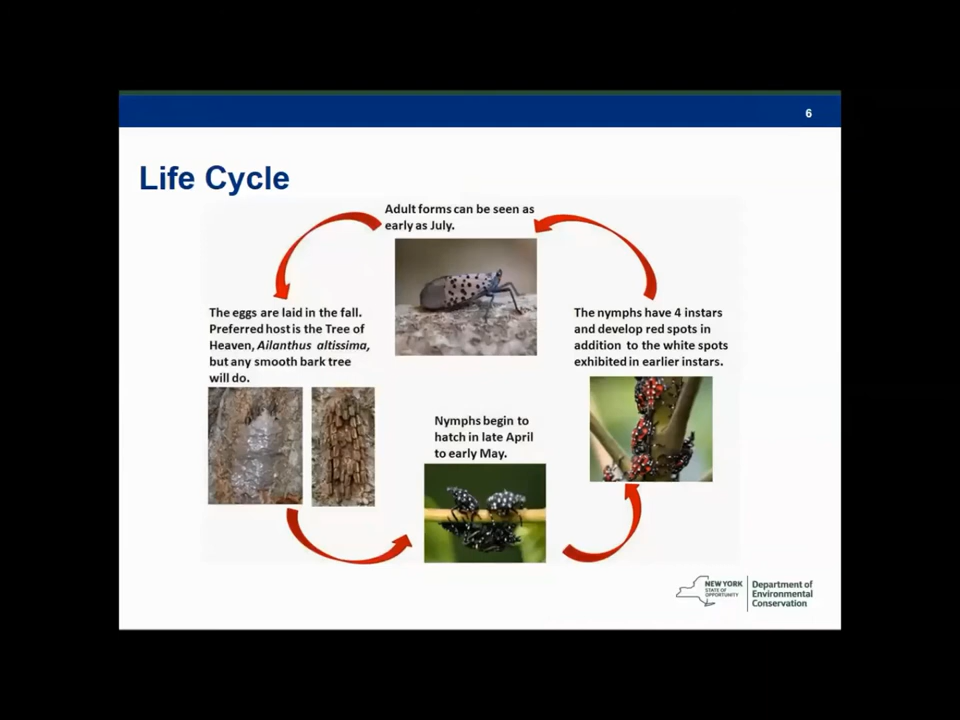 6
Life Cycle
Adult forms can be seen as
early as July.
The eggs are laid in the fall.
Preferred host is the Tree of
Heaven, Ailanthus altissima,
but any smooth bark tree
will do.
The nymphs have 4 instars
and develop red spots in
addition to the white spots
exhibited in earlier instars.
Nymphs begin to
hatch in late April
to early May.
NEW YORK
STATE OF
OPPORTUNITY
Department of
Environmental
Conservation